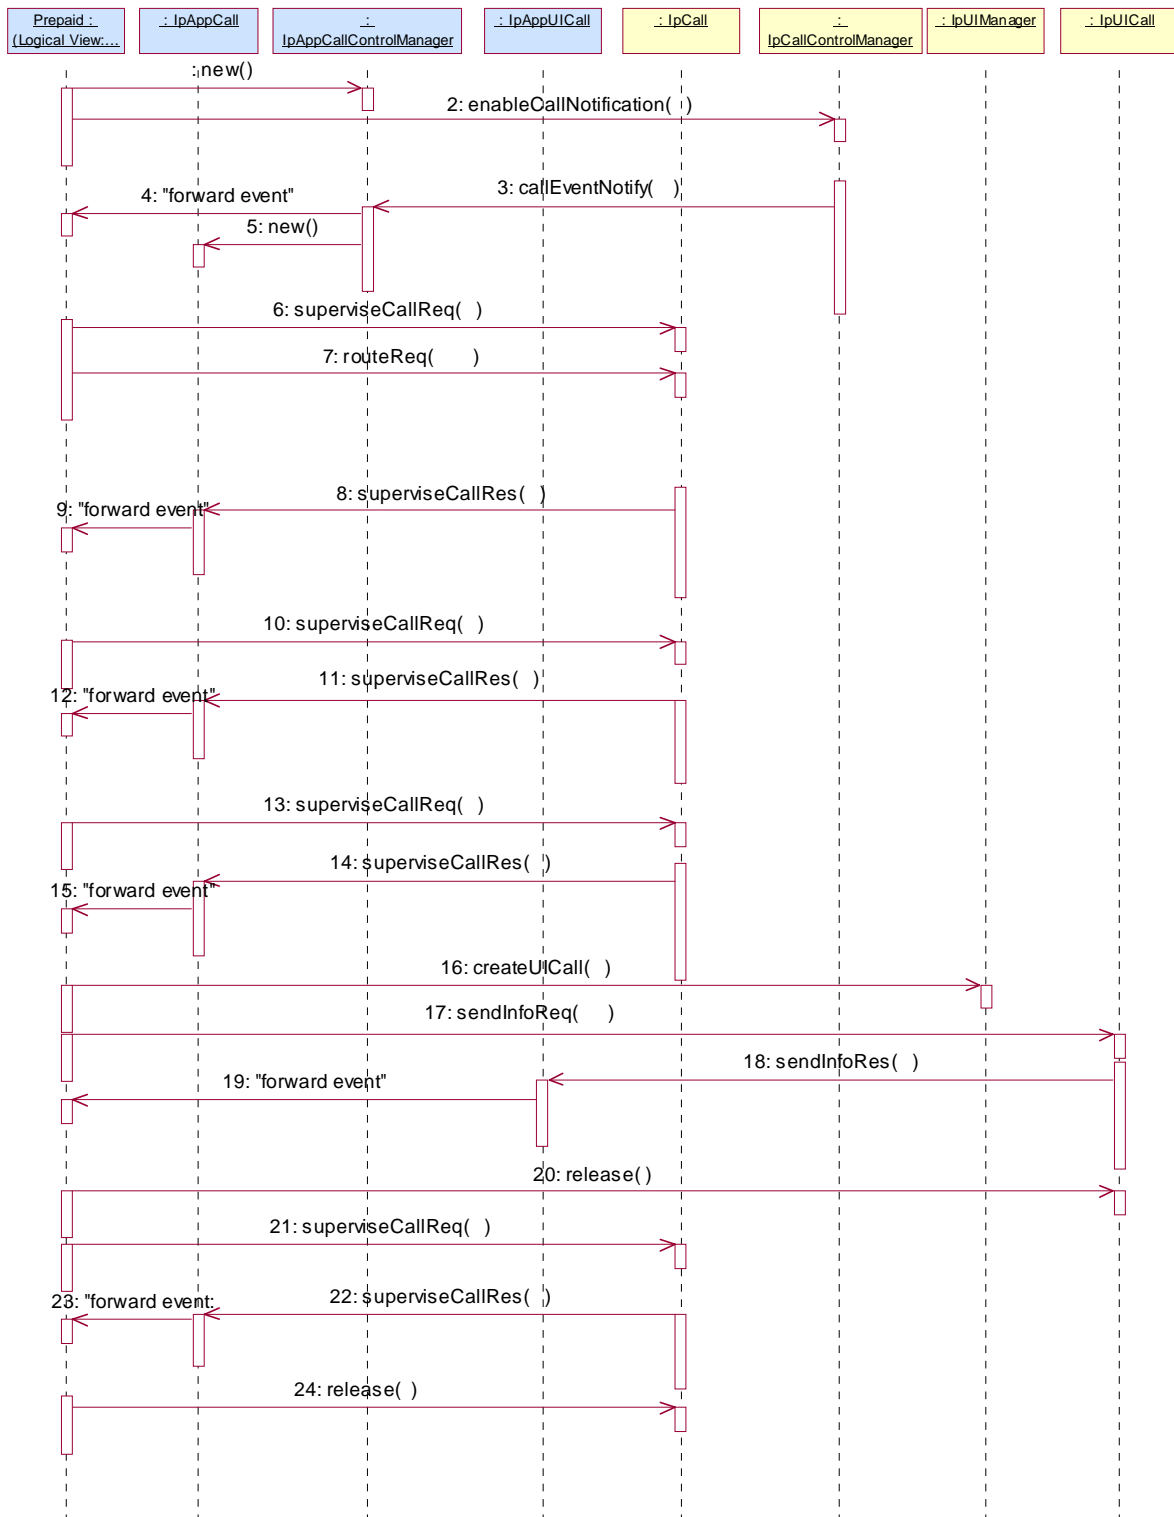 Prepaid :
(Logical View:...
: IpAppCall
:
IpAppCallControlManager
: IpAppUICall
: IpCall
:
IpCallControlManager
: IpUIManager
: IpUICall
: new()
2: enableCallNotification( )
3: callEventNotify( )
4: "forward event"
5: new()
6: superviseCallReq( )
7: routeReq( )
8: superviseCallRes( )
9: "forward event"
10: superviseCallReq( )
11: superviseCallRes( )
12: "forward event"
13: superviseCallReq( )
14: superviseCallRes( )
15: "forward event"
16: createUICall( )
17: sendInfoReq( )
18: sendInfoRes( )
19: "forward event"
20: release( )
21: superviseCallReq( )
22: superviseCallRes( )
23: "forward event:
24: release( )